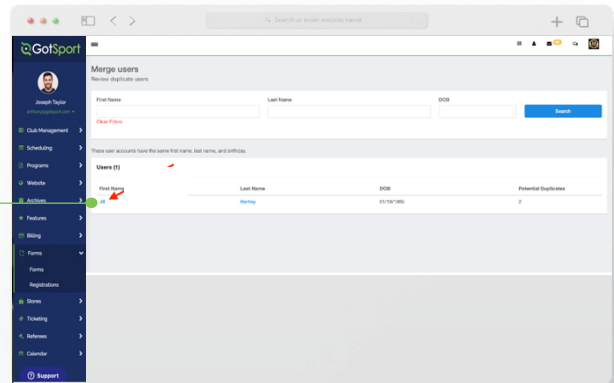 Search or enter website name
GotSport
Merge users
Review duplicate users
Joseph Taylor
First Name
Last Name
DOB
Search
Clear Filters
Club Management
Scheduling
These user accounts have the same first name, last name, and birthday.
Programs
Users (1)
Website
First Name
Last Name
DOB
Potential Duplicates
Archives
2
Features
Billing
Forms
Forms
Registrations
Stores
Ticketing
Referees
Calendar
Support